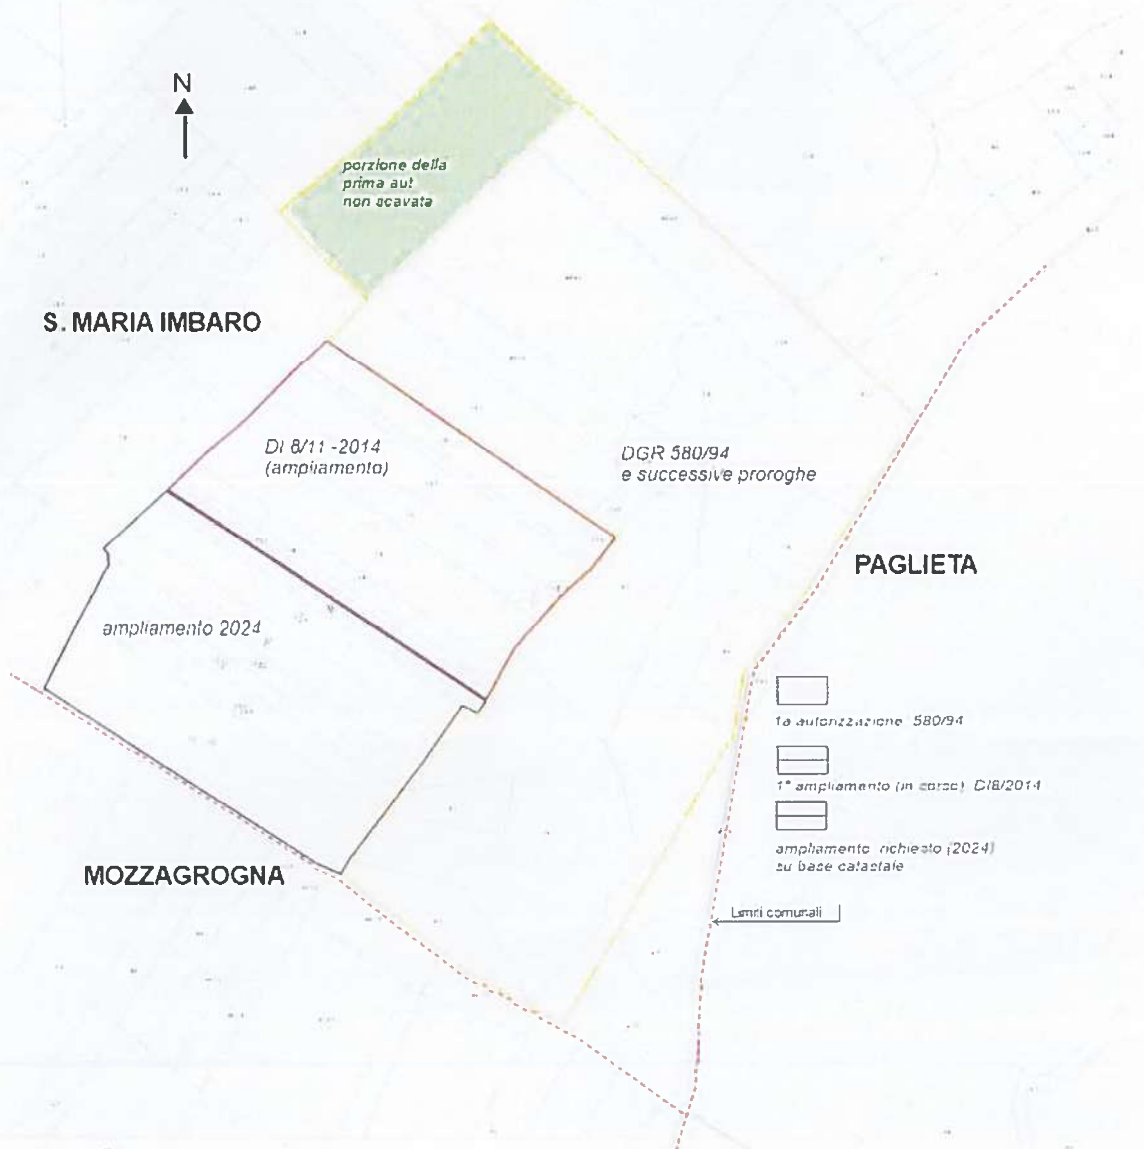 N
porzione della
prima aut.
non scavata
S. MARIA IMBARO
DI 8/11 -2014
(ampliamento)
DGR 580/94
e successive proroghe
PAGLIETA
ampliamento 2024
1a autorizzazione 580/94
1° ampliamento (in corso) DI8/2014
ampliamento richiesto (2024)
su base catastale
MOZZAGROGNA
Limiti comunali